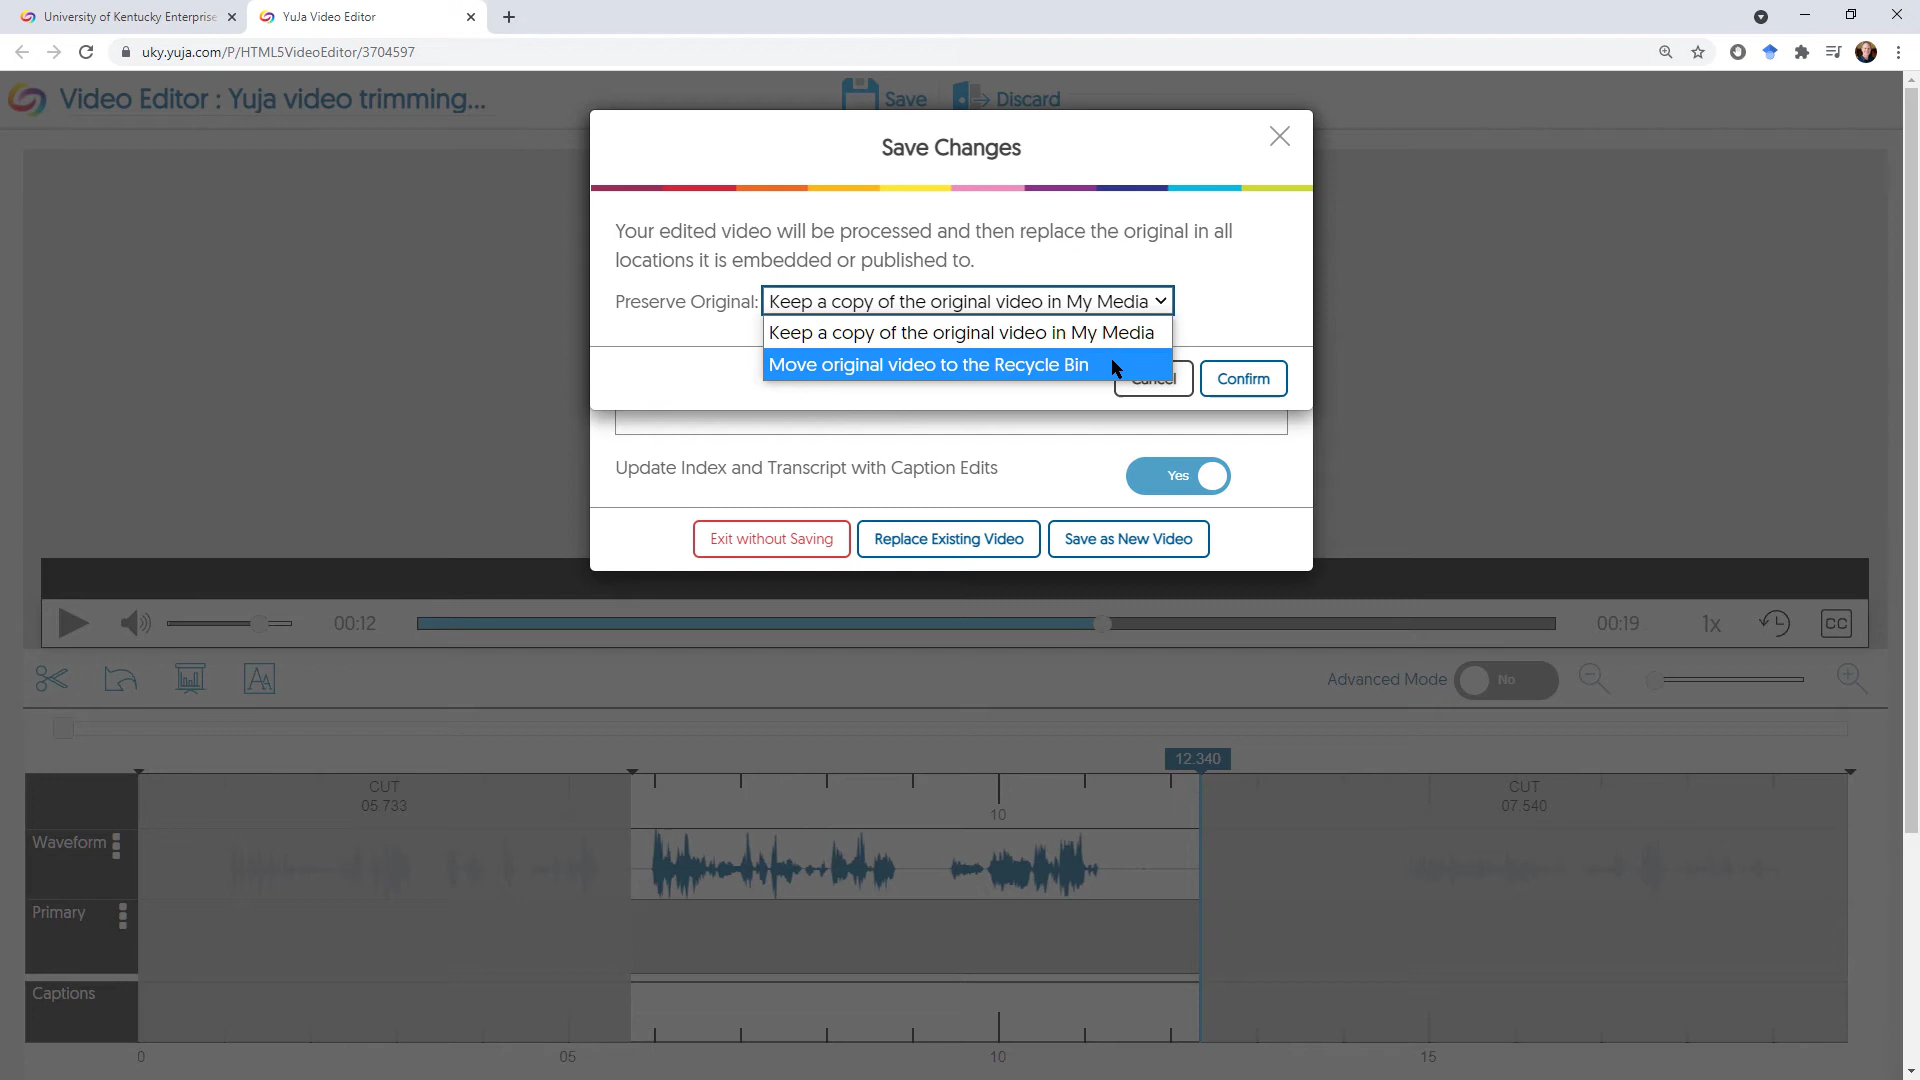 University of Kentucky Enterprise
YuJa Video Editor
uky.yuja.com/P/HTML5VideoEditor/3704597
Video Editor : Yuja video trimming...
Save
Discard
Save Changes
Your edited video will be processed and then replace the original in all
locations it is embedded or published to.
Preserve Original: Keep a copy of the original video in My Media
Keep a copy of the original video in My Media
Move original video to the Recycle Bin
Cancel
Confirm
Update Index and Transcript with Caption Edits
Yes
Exit without Saving
Replace Existing Video
Save as New Video
00:12
00:19
1x
CC
AA
Advanced Mode
No
12.340
CUT
05.733
10
CUT
07.540
Waveform
Primary
Captions
0
05
10
15